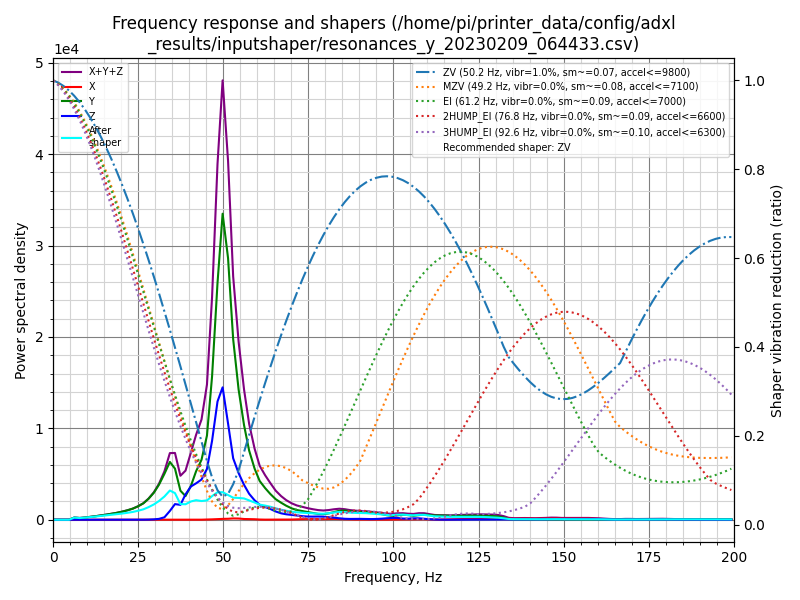 Frequency response and shapers (/home/pi/printer_data/config/adxl
_results/inputshaper/resonances_y_20230209_064433.csv)
1e4
X+Y+Z
X
Y
Z
After
shaper
ZV (50.2 Hz, vibr=1.0%, sm~=0.07, accel<=9800)
MZV (49.2 Hz, vibr=0.0%, sm~=0.08, accel<=7100)
EI (61.2 Hz, vibr=0.0%, sm~=0.09, accel<=7000)
2HUMP_EI (76.8 Hz, vibr=0.0%, sm~=0.09, accel<=6600)
3HUMP_EI (92.6 Hz, vibr=0.0%, sm~=0.10, accel<=6300)
Recommended shaper: ZV
5
4
3
2
1
0
Power spectral density
1.0
0.8
0.6
0.4
0.2
0.0
Shaper vibration reduction (ratio)
0 25 50 75 100 125 150 175 200
Frequency, Hz